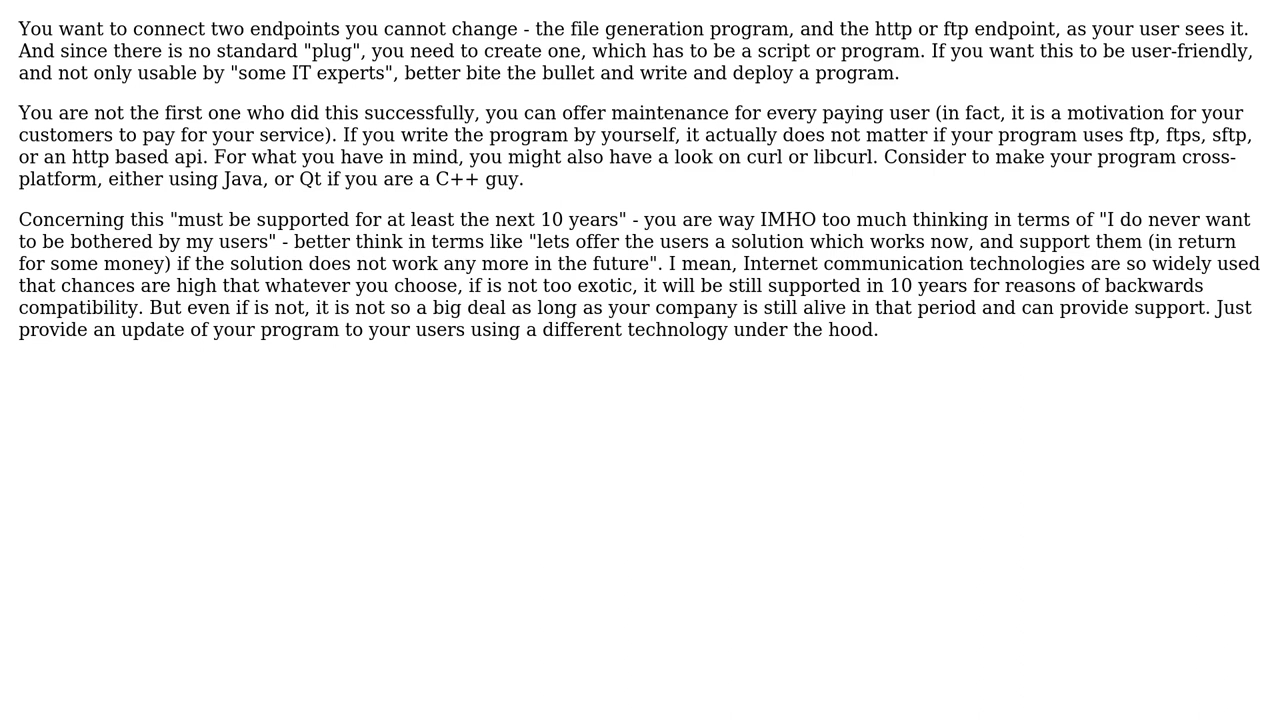 You want to connect two endpoints you cannot change - the file generation program, and the http or ftp endpoint, as your user sees it.
And since there is no standard "plug", you need to create one, which has to be a script or program. If you want this to be user-friendly,
and not only usable by "some IT experts", better bite the bullet and write and deploy a program.
You are not the first one who did this successfully, you can offer maintenance for every paying user (in fact, it is a motivation for your
customers to pay for your service). If you write the program by yourself, it actually does not matter if your program uses ftp, ftps, sftp,
or an http based api. For what you have in mind, you might also have a look on curl or libcurl. Consider to make your program cross-
platform, either using Java, or Qt if you are a C++ guy.
Concerning this "must be supported for at least the next 10 years" - you are way IMHO too much thinking in terms of "I do never want
to be bothered by my users" - better think in terms like "lets offer the users a solution which works now, and support them (in return
for some money) if the solution does not work any more in the future". I mean, Internet communication technologies are so widely used
that chances are high that whatever you choose, if is not too exotic, it will be still supported in 10 years for reasons of backwards
compatibility. But even if is not, it is not so a big deal as long as your company is still alive in that period and can provide support. Just
provide an update of your program to your users using a different technology under the hood.